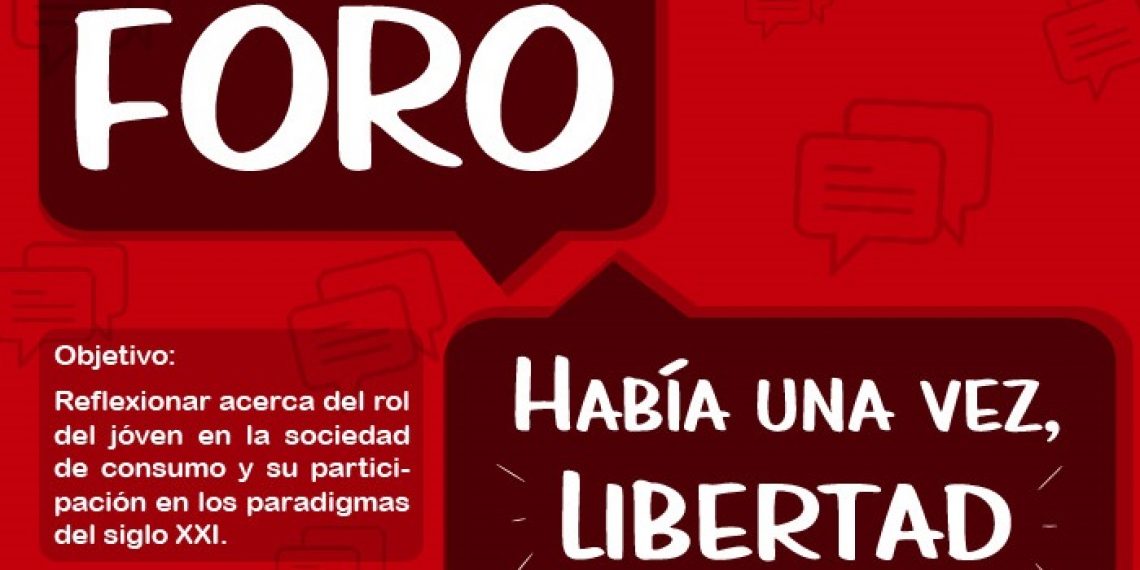 FORO
Objetivo:
Reflexionar acerca del rol
del jóven en la sociedad
de consumo y su partici-
pación en los paradigmas
del siglo XXI.
HABÍA UNA VEZ,
LIBERTAD